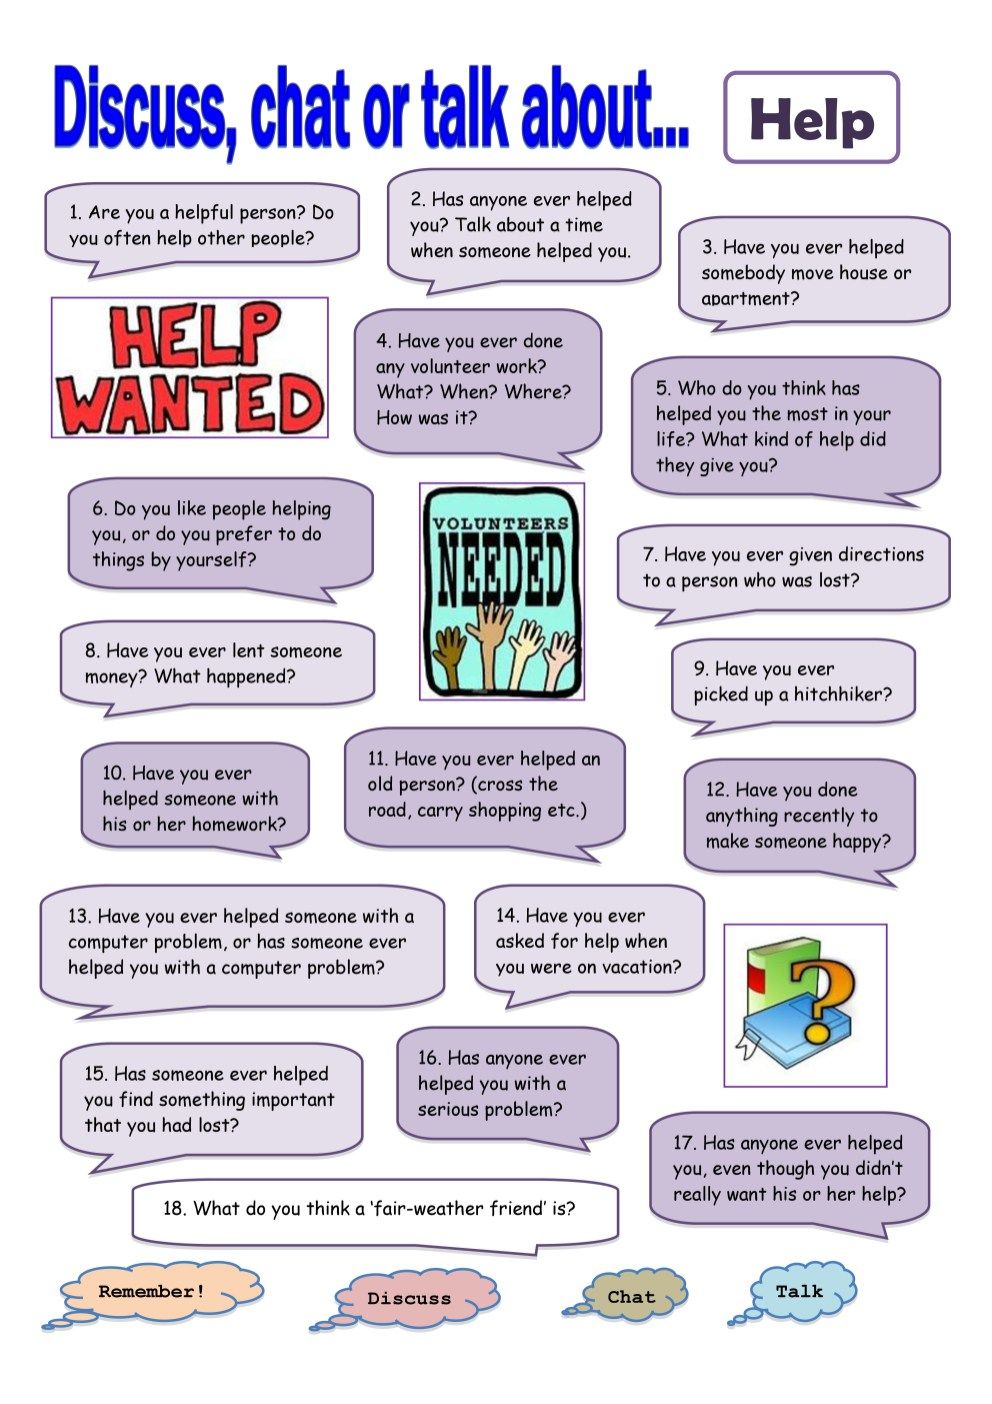 Discuss, chat or talk about...
Help
1. Are you a helpful person? Do
you often help other people?
2. Has anyone ever helped
you? Talk about a time
when someone helped you.
3. Have you ever helped
somebody move house or
apartment?
HELP
WANTED
4. Have you ever done
any volunteer work?
What? When? Where?
How was it?
5. Who do you think has
helped you the most in your
life? What kind of help did
they give you?
6. Do you like people helping
you, or do you prefer to do
things by yourself?
VOLUNTEERS
NEEDED
7. Have you ever given directions
to a person who was lost?
8. Have you ever lent someone
money? What happened?
9. Have you ever
picked up a hitchhiker?
10. Have you ever
helped someone with
his or her homework?
11. Have you ever helped an
old person? (cross the
road, carry shopping etc.)
12. Have you done
anything recently to
make someone happy?
13. Have you ever helped someone with a
computer problem, or has someone ever
helped you with a computer problem?
14. Have you ever
asked for help when
you were on vacation?
?
15. Has someone ever helped
you find something important
that you had lost?
16. Has anyone ever
helped you with a
serious problem?
17. Has anyone ever helped
you, even though you didn't
really want his or her help?
18. What do you think a 'fair-weather friend' is?
Remember!
Discuss
Chat
Talk